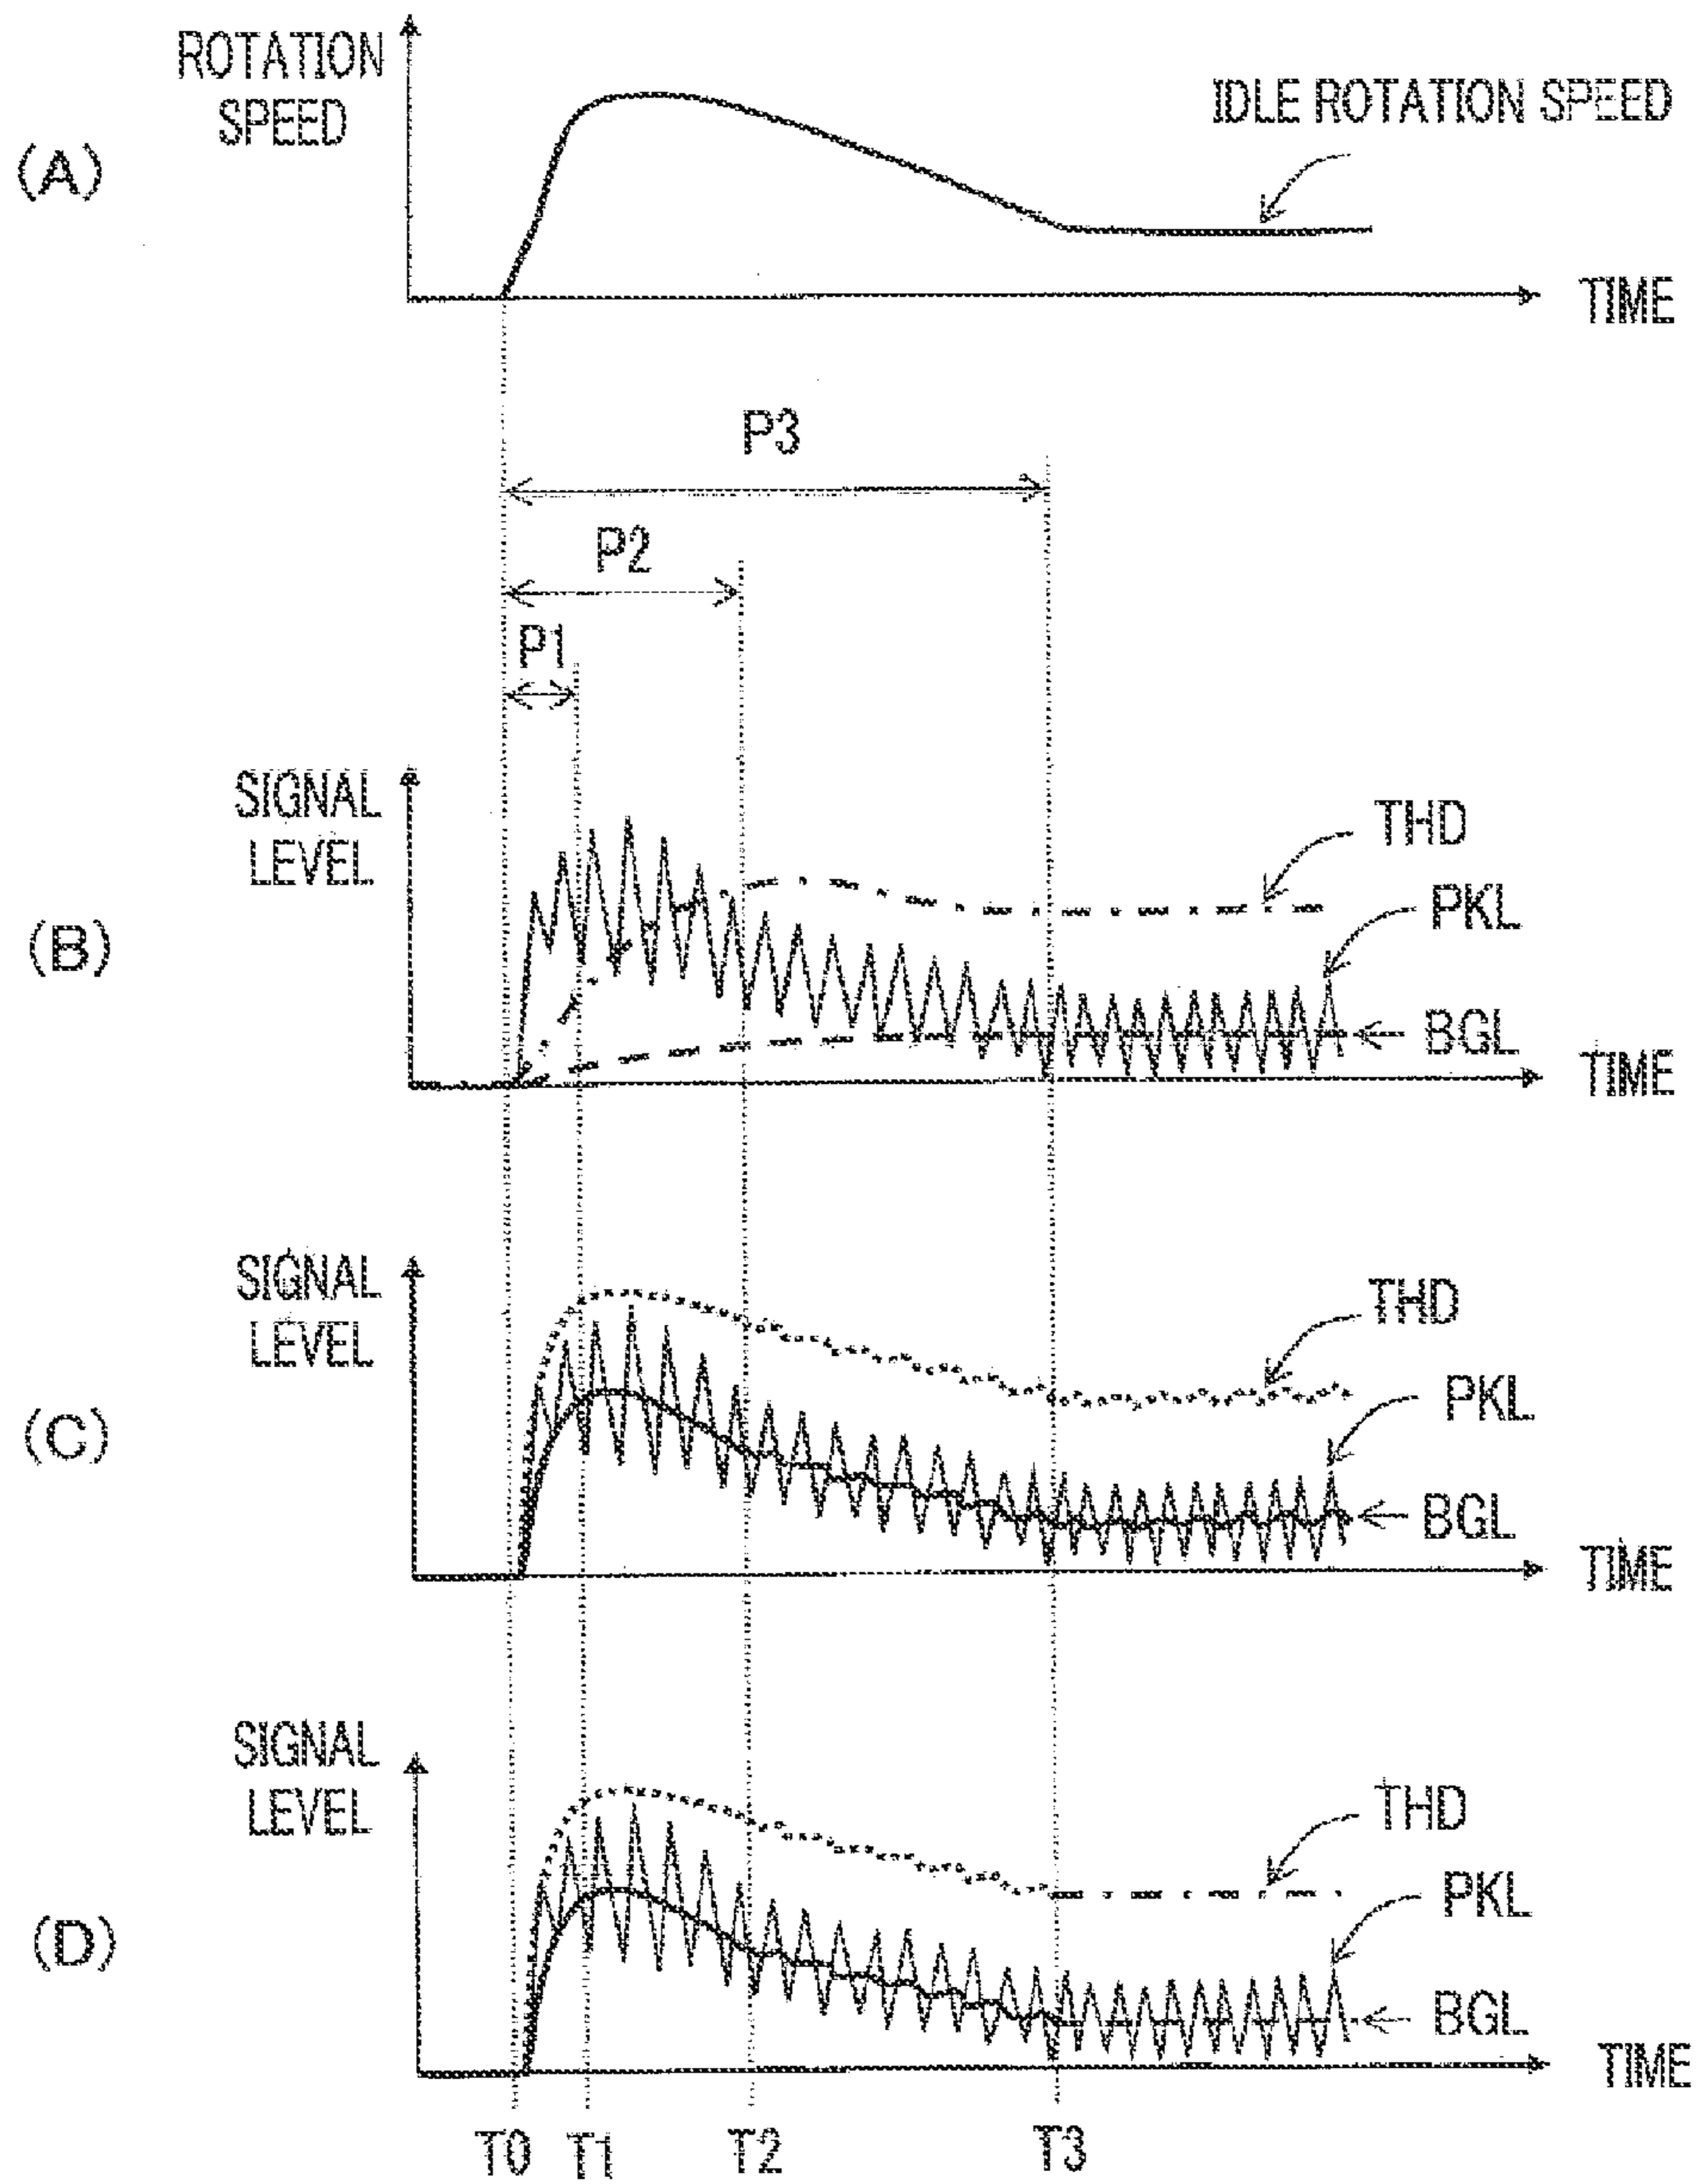 ROTATION
SPEED
IDLE ROTATION SPEED
(A)
TIME
P3
P2
P1
SIGNAL
LEVEL
THD
PKL
(B)
BGL
TIME
SIGNAL
LEVEL
THD
PKL
(C)
BGL
TIME
SIGNAL
LEVEL
THD
PKL
(D)
BGL
TIME
T0 T1 T2 T3